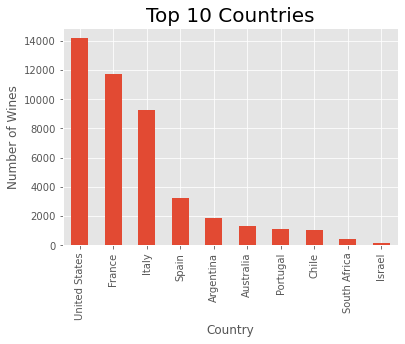 Top 10 Countries
Number of Wines
14000
12000
10000
8000
6000
4000
2000
0
United States
France
Italy
Spain
Argentina
Australia
Portugal
Chile
South Africa
Israel
Country